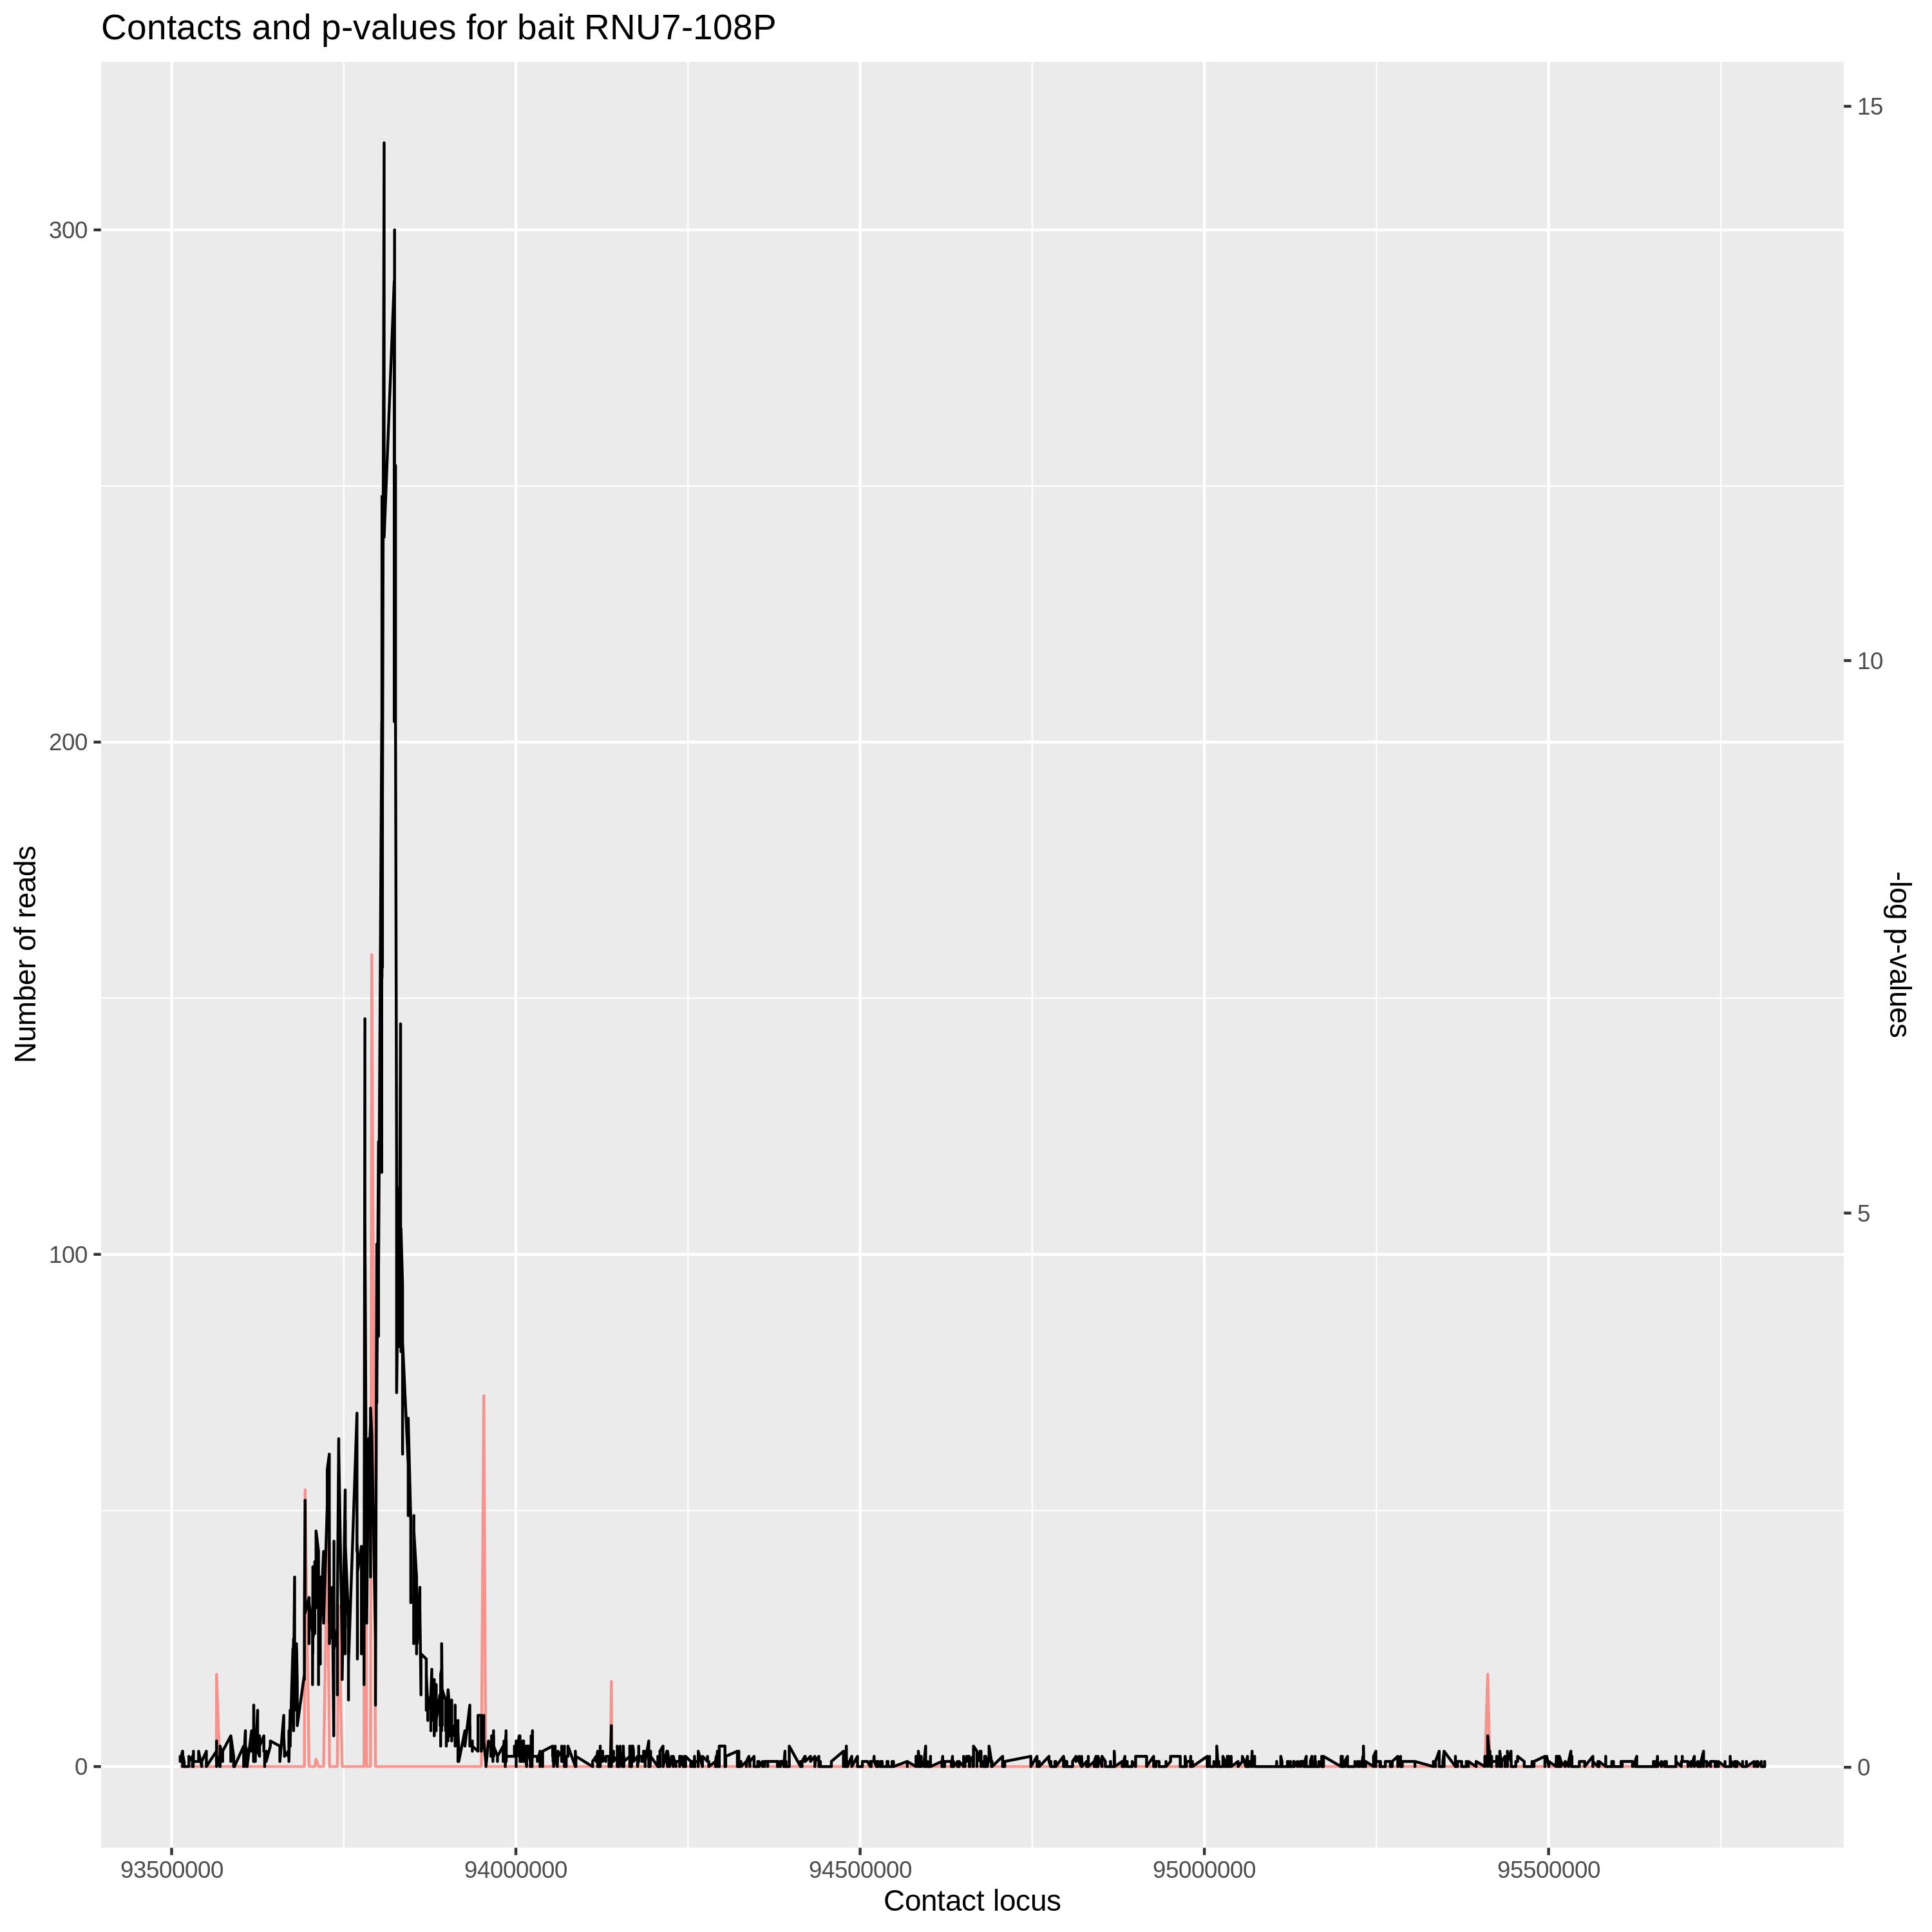 Contacts and p-values for bait RNU7-108P
Number of reads
300
200
100
0
15
10
5
0
-log p-values
93500000 94000000 94500000 95000000 95500000
Contact locus